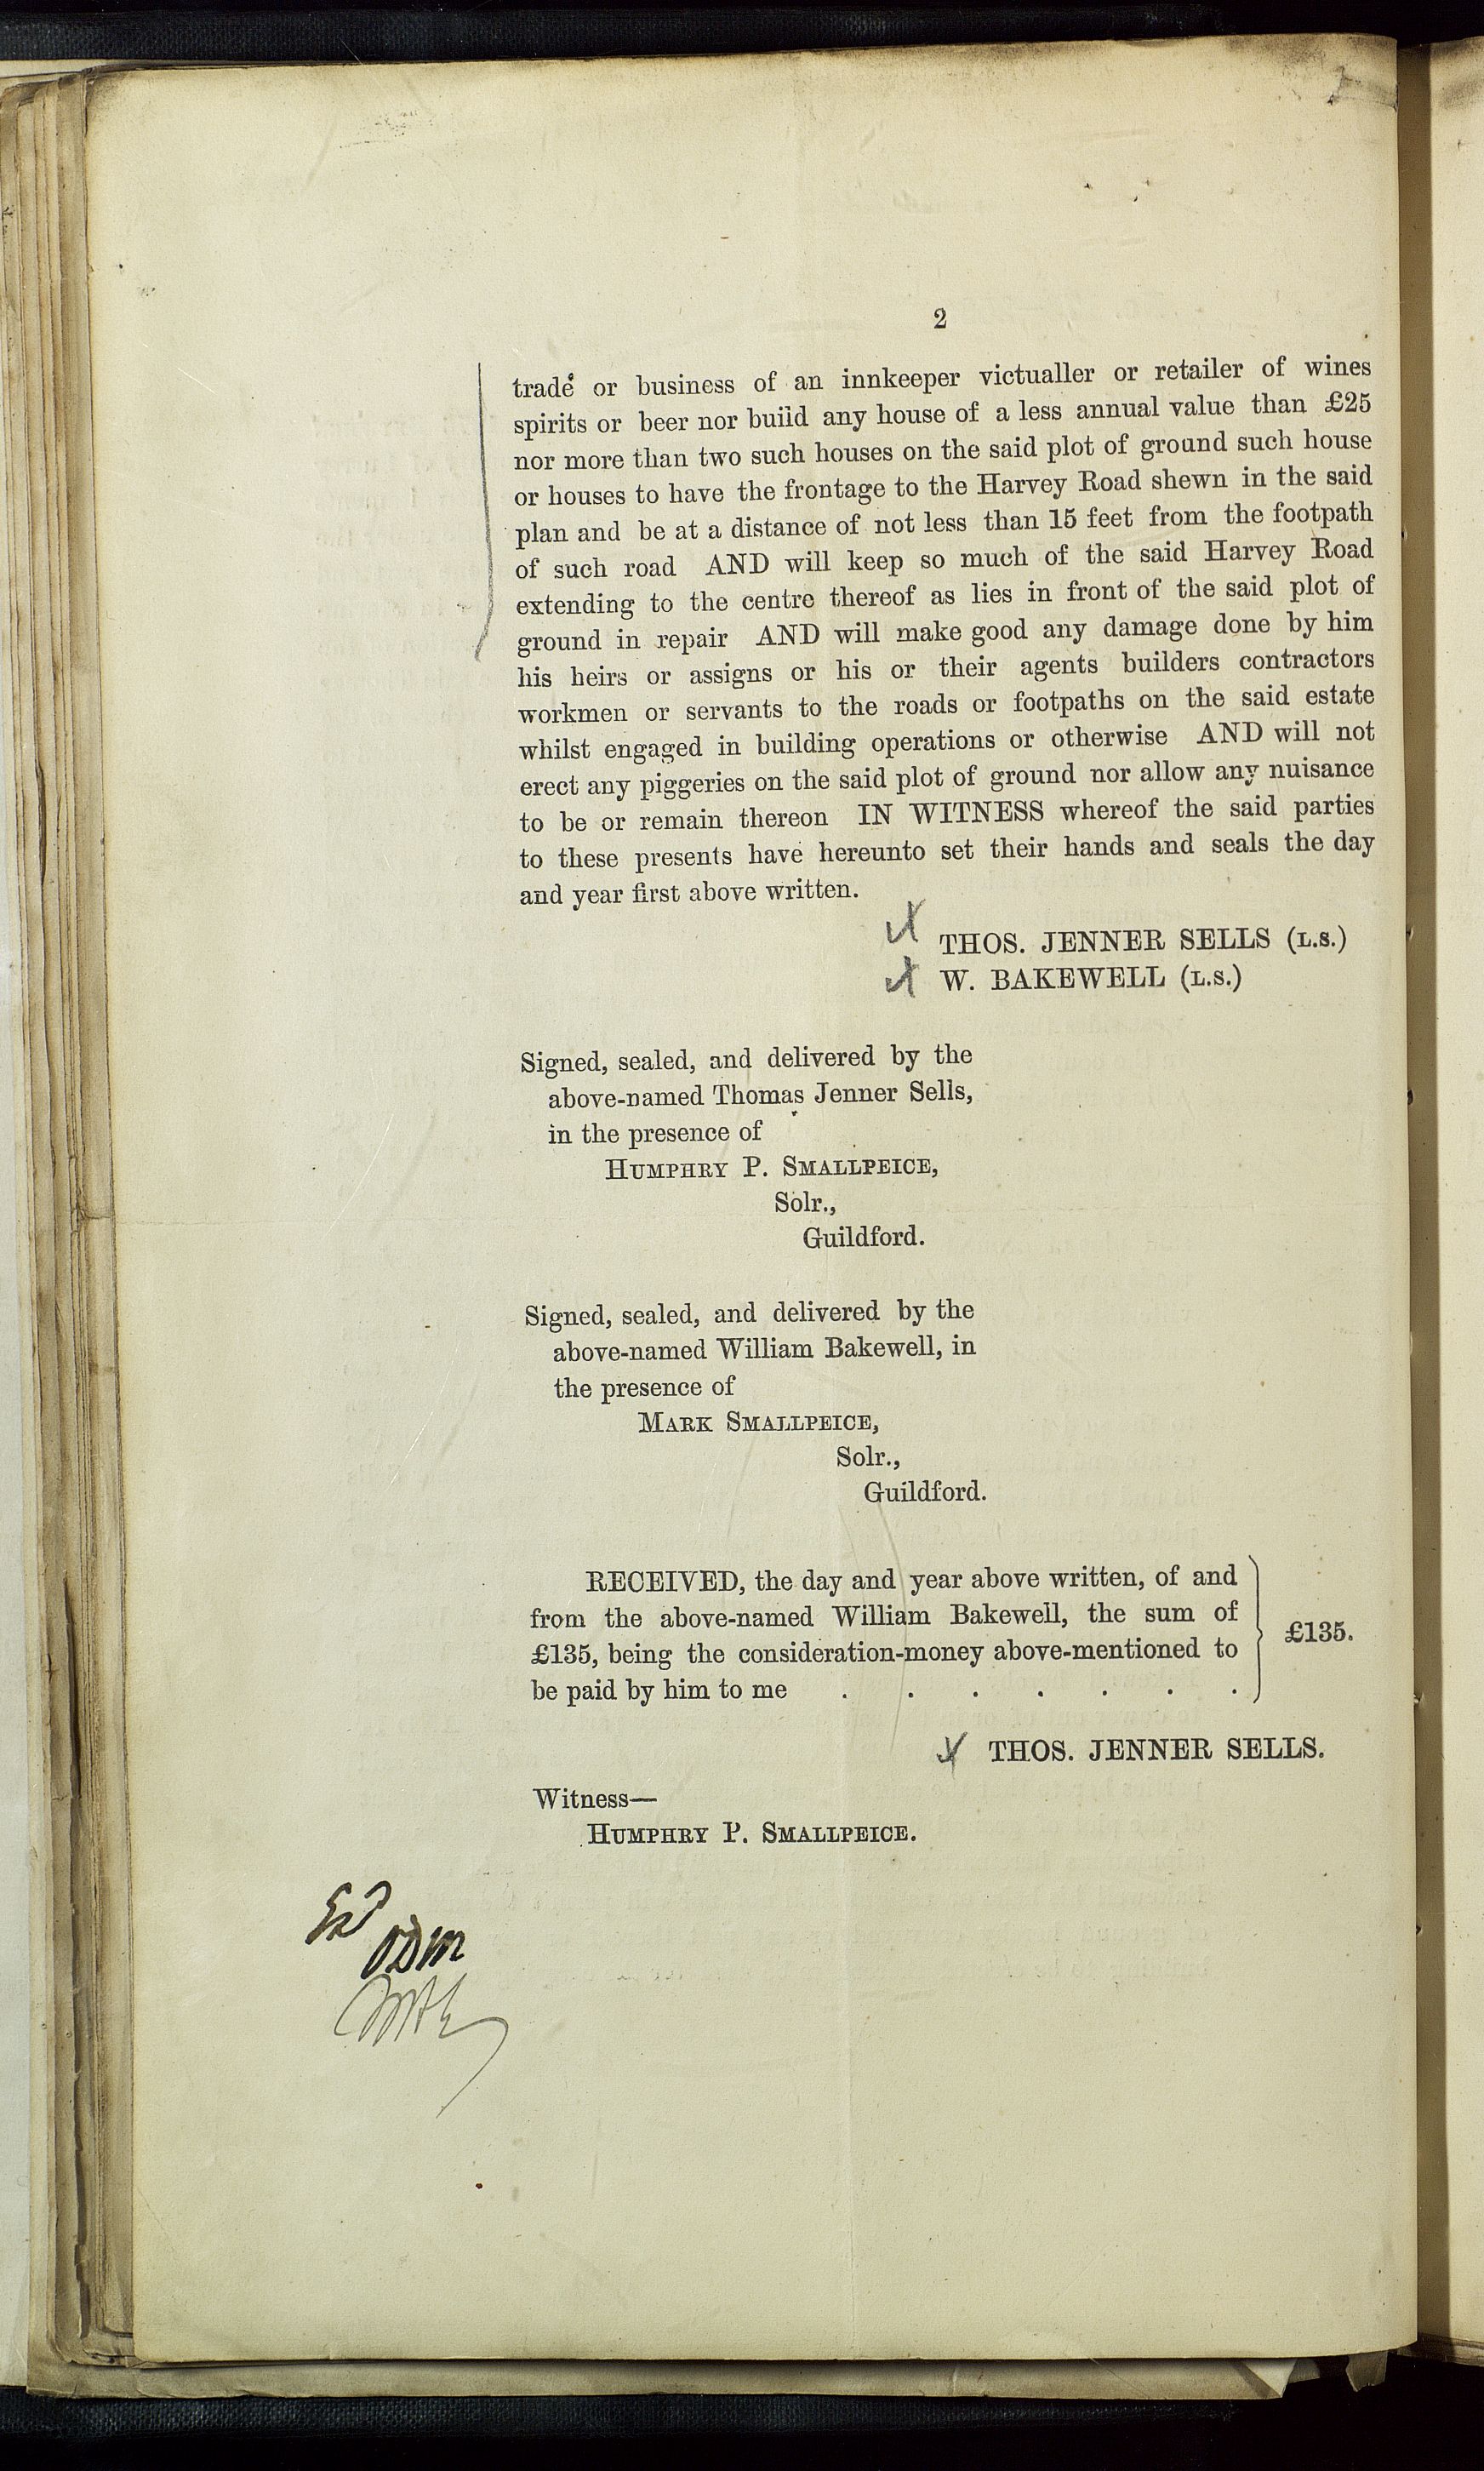 2
trade or business of an innkeeper victualler or retailer of wines
spirits or beer nor build any house of a less annual value than £25
nor more than two such houses on the said plot of ground such house
or houses to have the frontage to the Harvey Road shewn in the said
plan and be at a distance of not less than 15 feet from the footpath
of such road AND will keep so much of the said Harvey Road
extending to the centre thereof as lies in front of the said plot of
ground in repair AND will make good any damage done by him
his heirs or assigns or his or their agents builders contractors
workmen or servants to the roads or footpaths on the said estate
whilst engaged in building operations or otherwise AND will not
erect any piggeries on the said plot of ground nor allow any nuisance
to be or remain thereon IN WITNESS whereof the said parties
to these presents have hereunto set their hands and seals the day
and year first above written.
THOS. JENNER SELLS (L.S.)
W. BAKEWELL (L.S.)
Signed, sealed, and delivered by the
above-named Thomas Jenner Sells,
in the presence of
HUMPHRY P. SMALLPEICE,
Solr.,
Guildford.
Signed, sealed, and delivered by the
above-named William Bakewell, in
the presence of
MARK SMALLPEICE,
Solr.,
Guildford.
RECEIVED, the day and year above written, of and
from the above-named William Bakewell, the sum of
£135, being the consideration-money above-mentioned to
be paid by him to me . . . . . . .
£135.
THOS. JENNER SELLS.
Witness—
HUMPHRY P. SMALLPEICE.